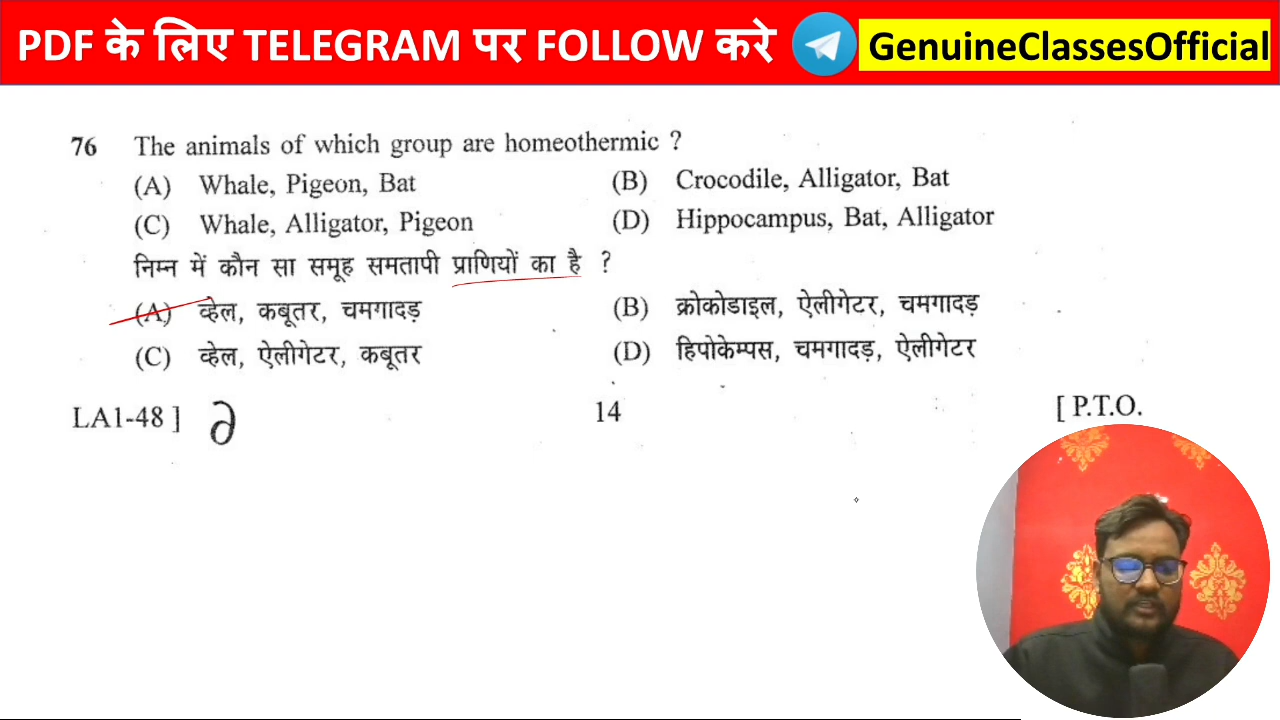 PDF के लिए TELEGRAM पर FOLLOW करे GenuineClassesOfficial
76 The animals of which group are homeothermic ?
(A) Whale, Pigeon, Bat (B) Crocodile, Alligator, Bat
(C) Whale, Alligator, Pigeon (D) Hippocampus, Bat, Alligator
निम्न में कौन सा समूह समतापी प्राणियों का है ?
(A) व्हेल, कबूतर, चमगादड़ (B) क्रोकोडाइल, ऐलीगेटर, चमगादड़
(C) व्हेल, ऐलीगेटर, कबूतर (D) हिपोकेम्पस, चमगादड़, ऐलीगेटर
LA1-48 ] 14 [ P.T.O.